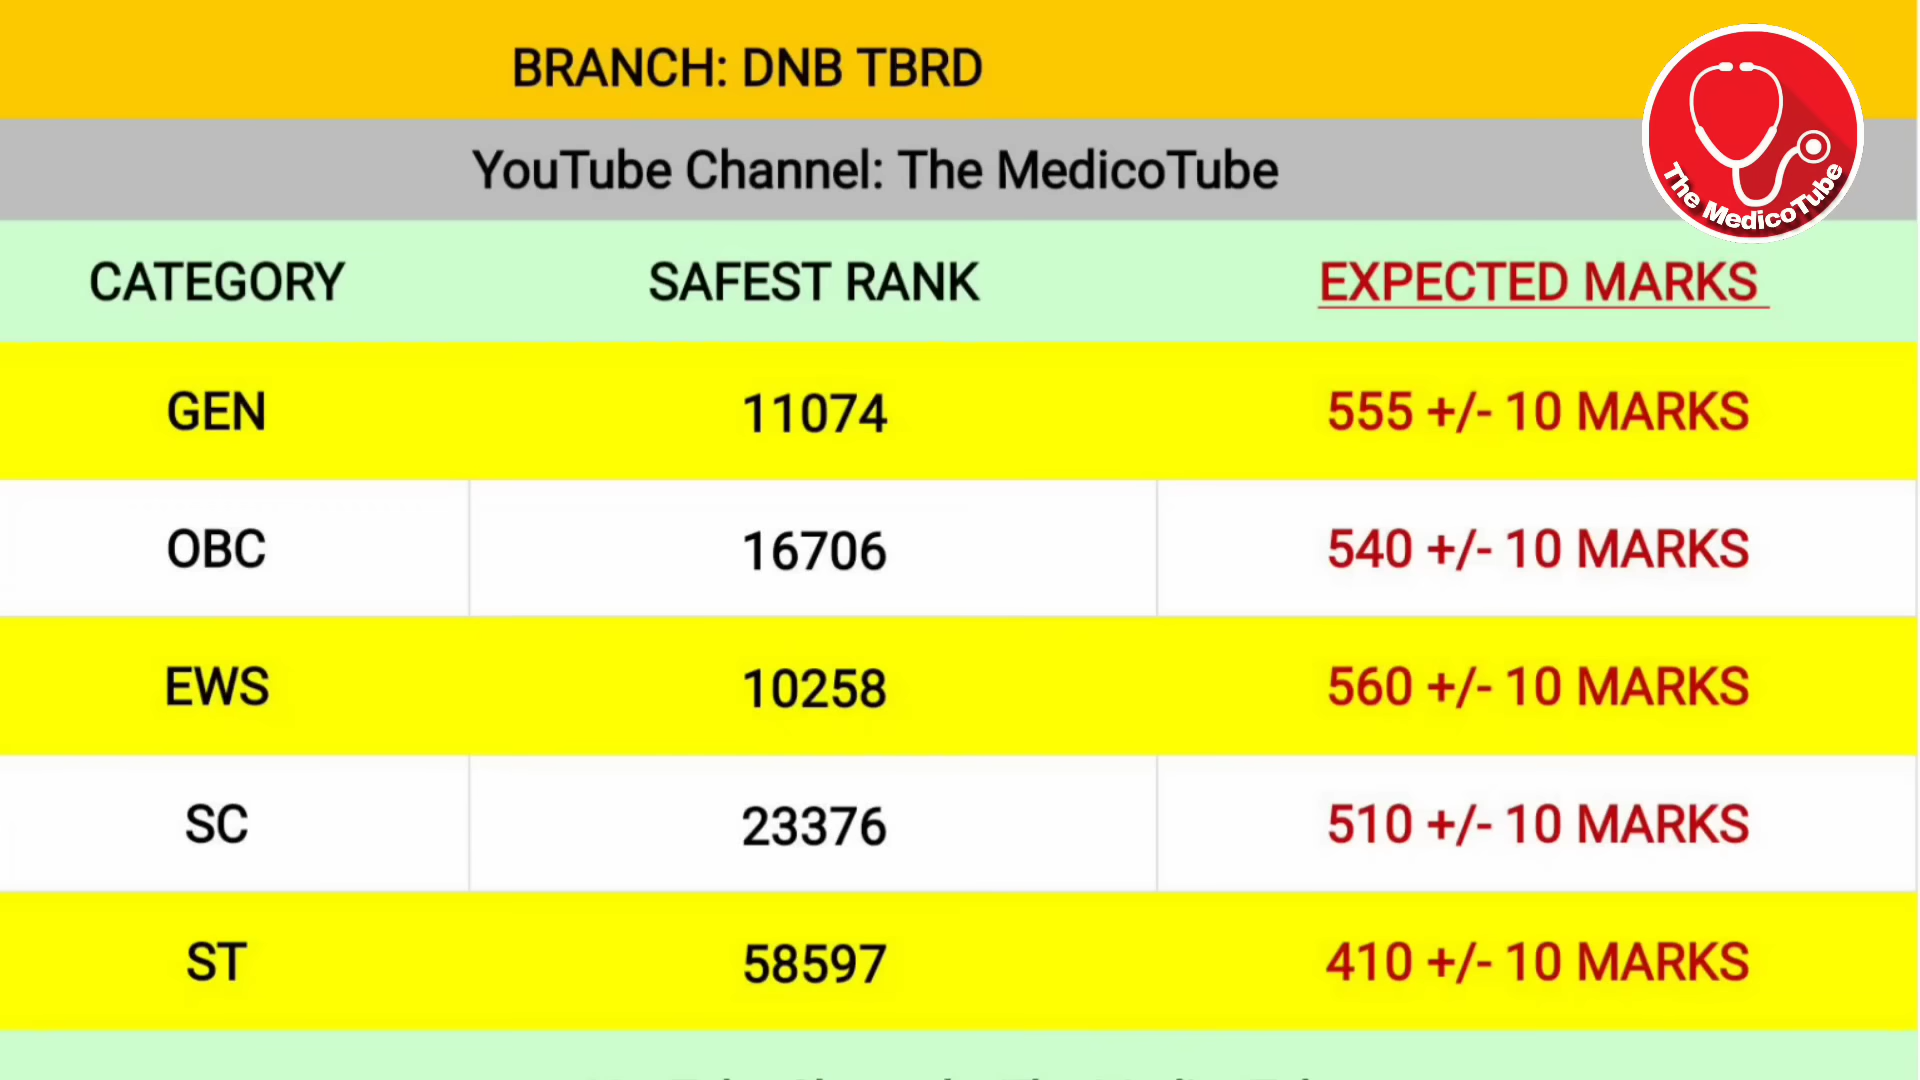 BRANCH: DNB TBRD
The MedicoTube
YouTube Channel: The MedicoTube
CATEGORY SAFEST RANK EXPECTED MARKS
GEN 11074 555 +/- 10 MARKS
OBC 16706 540 +/- 10 MARKS
EWS 10258 560 +/- 10 MARKS
SC 23376 510 +/- 10 MARKS
ST 58597 410 +/- 10 MARKS